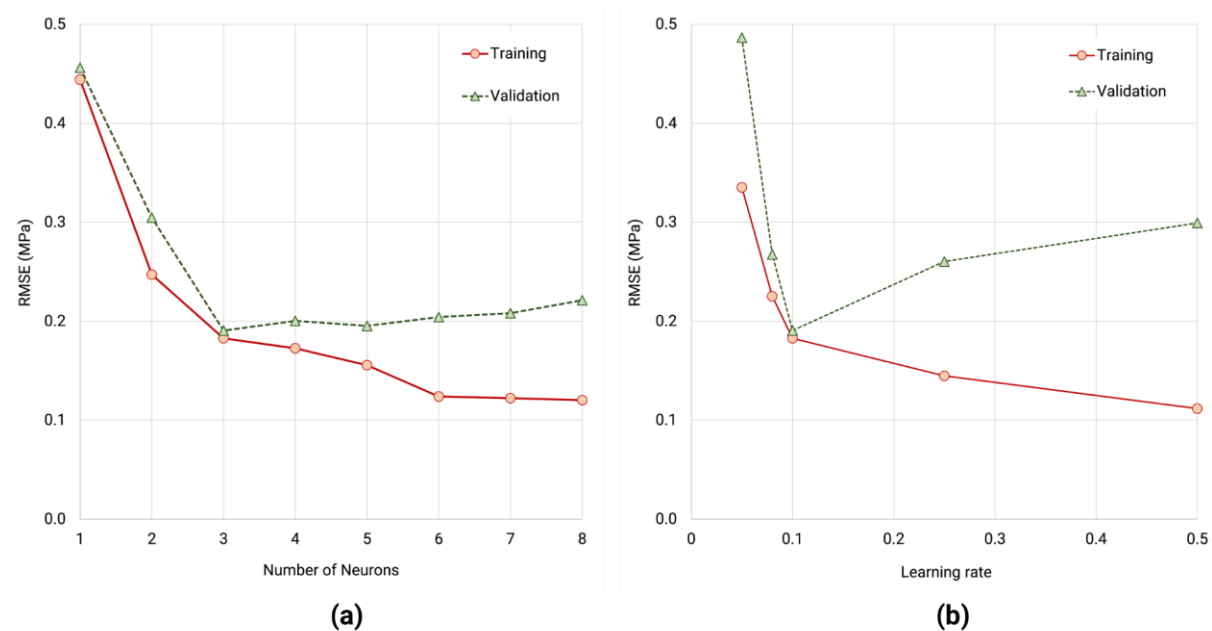 0.5
0.4
0.3
0.2
0.1
0.0
RMSE (MPa)
1 2 3 4 5 6 7 8
Number of Neurons
Training
Validation
(a)
0.5
0.4
0.3
0.2
0.1
0.0
RMSE (MPa)
0 0.1 0.2 0.3 0.4 0.5
Learning rate
Training
Validation
(b)